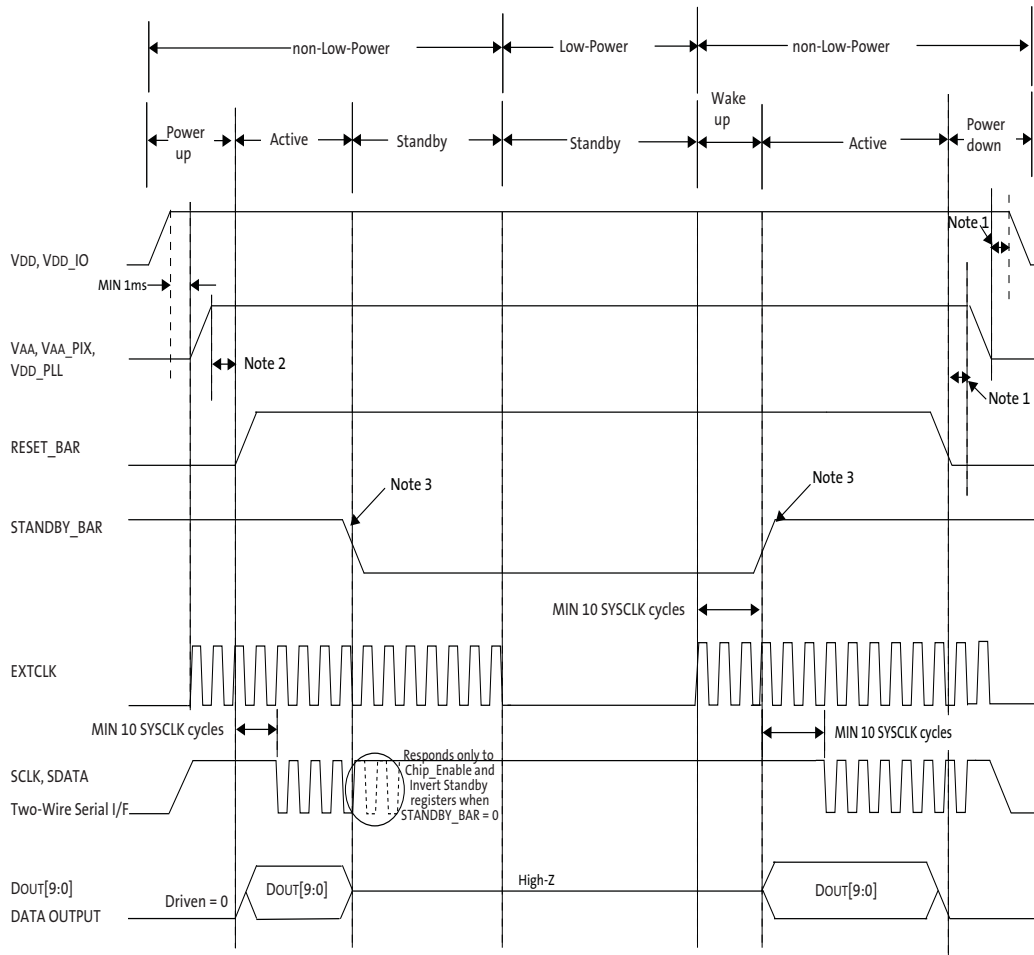 non-Low-Power
Low-Power
non-Low-Power
Power
up
Active
Standby
Standby
Wake
up
Active
Power
down
VDD, VDD_IO
MIN 1ms
Note 1
VAA, VAA_PIX,
VDD_PLL
Note 2
Note 1
RESET_BAR
Note 3
Note 3
STANDBY_BAR
MIN 10 SYSCLK cycles
EXTCLK
MIN 10 SYSCLK cycles
MIN 10 SYSCLK cycles
SCLK, SDATA
Two-Wire Serial I/F
Responds only to
Chip_Enable and
Invert Standby
registers when
STANDBY_BAR = 0
DOUT[9:0]
DATA OUTPUT
Driven = 0
DOUT[9:0]
High-Z
DOUT[9:0]